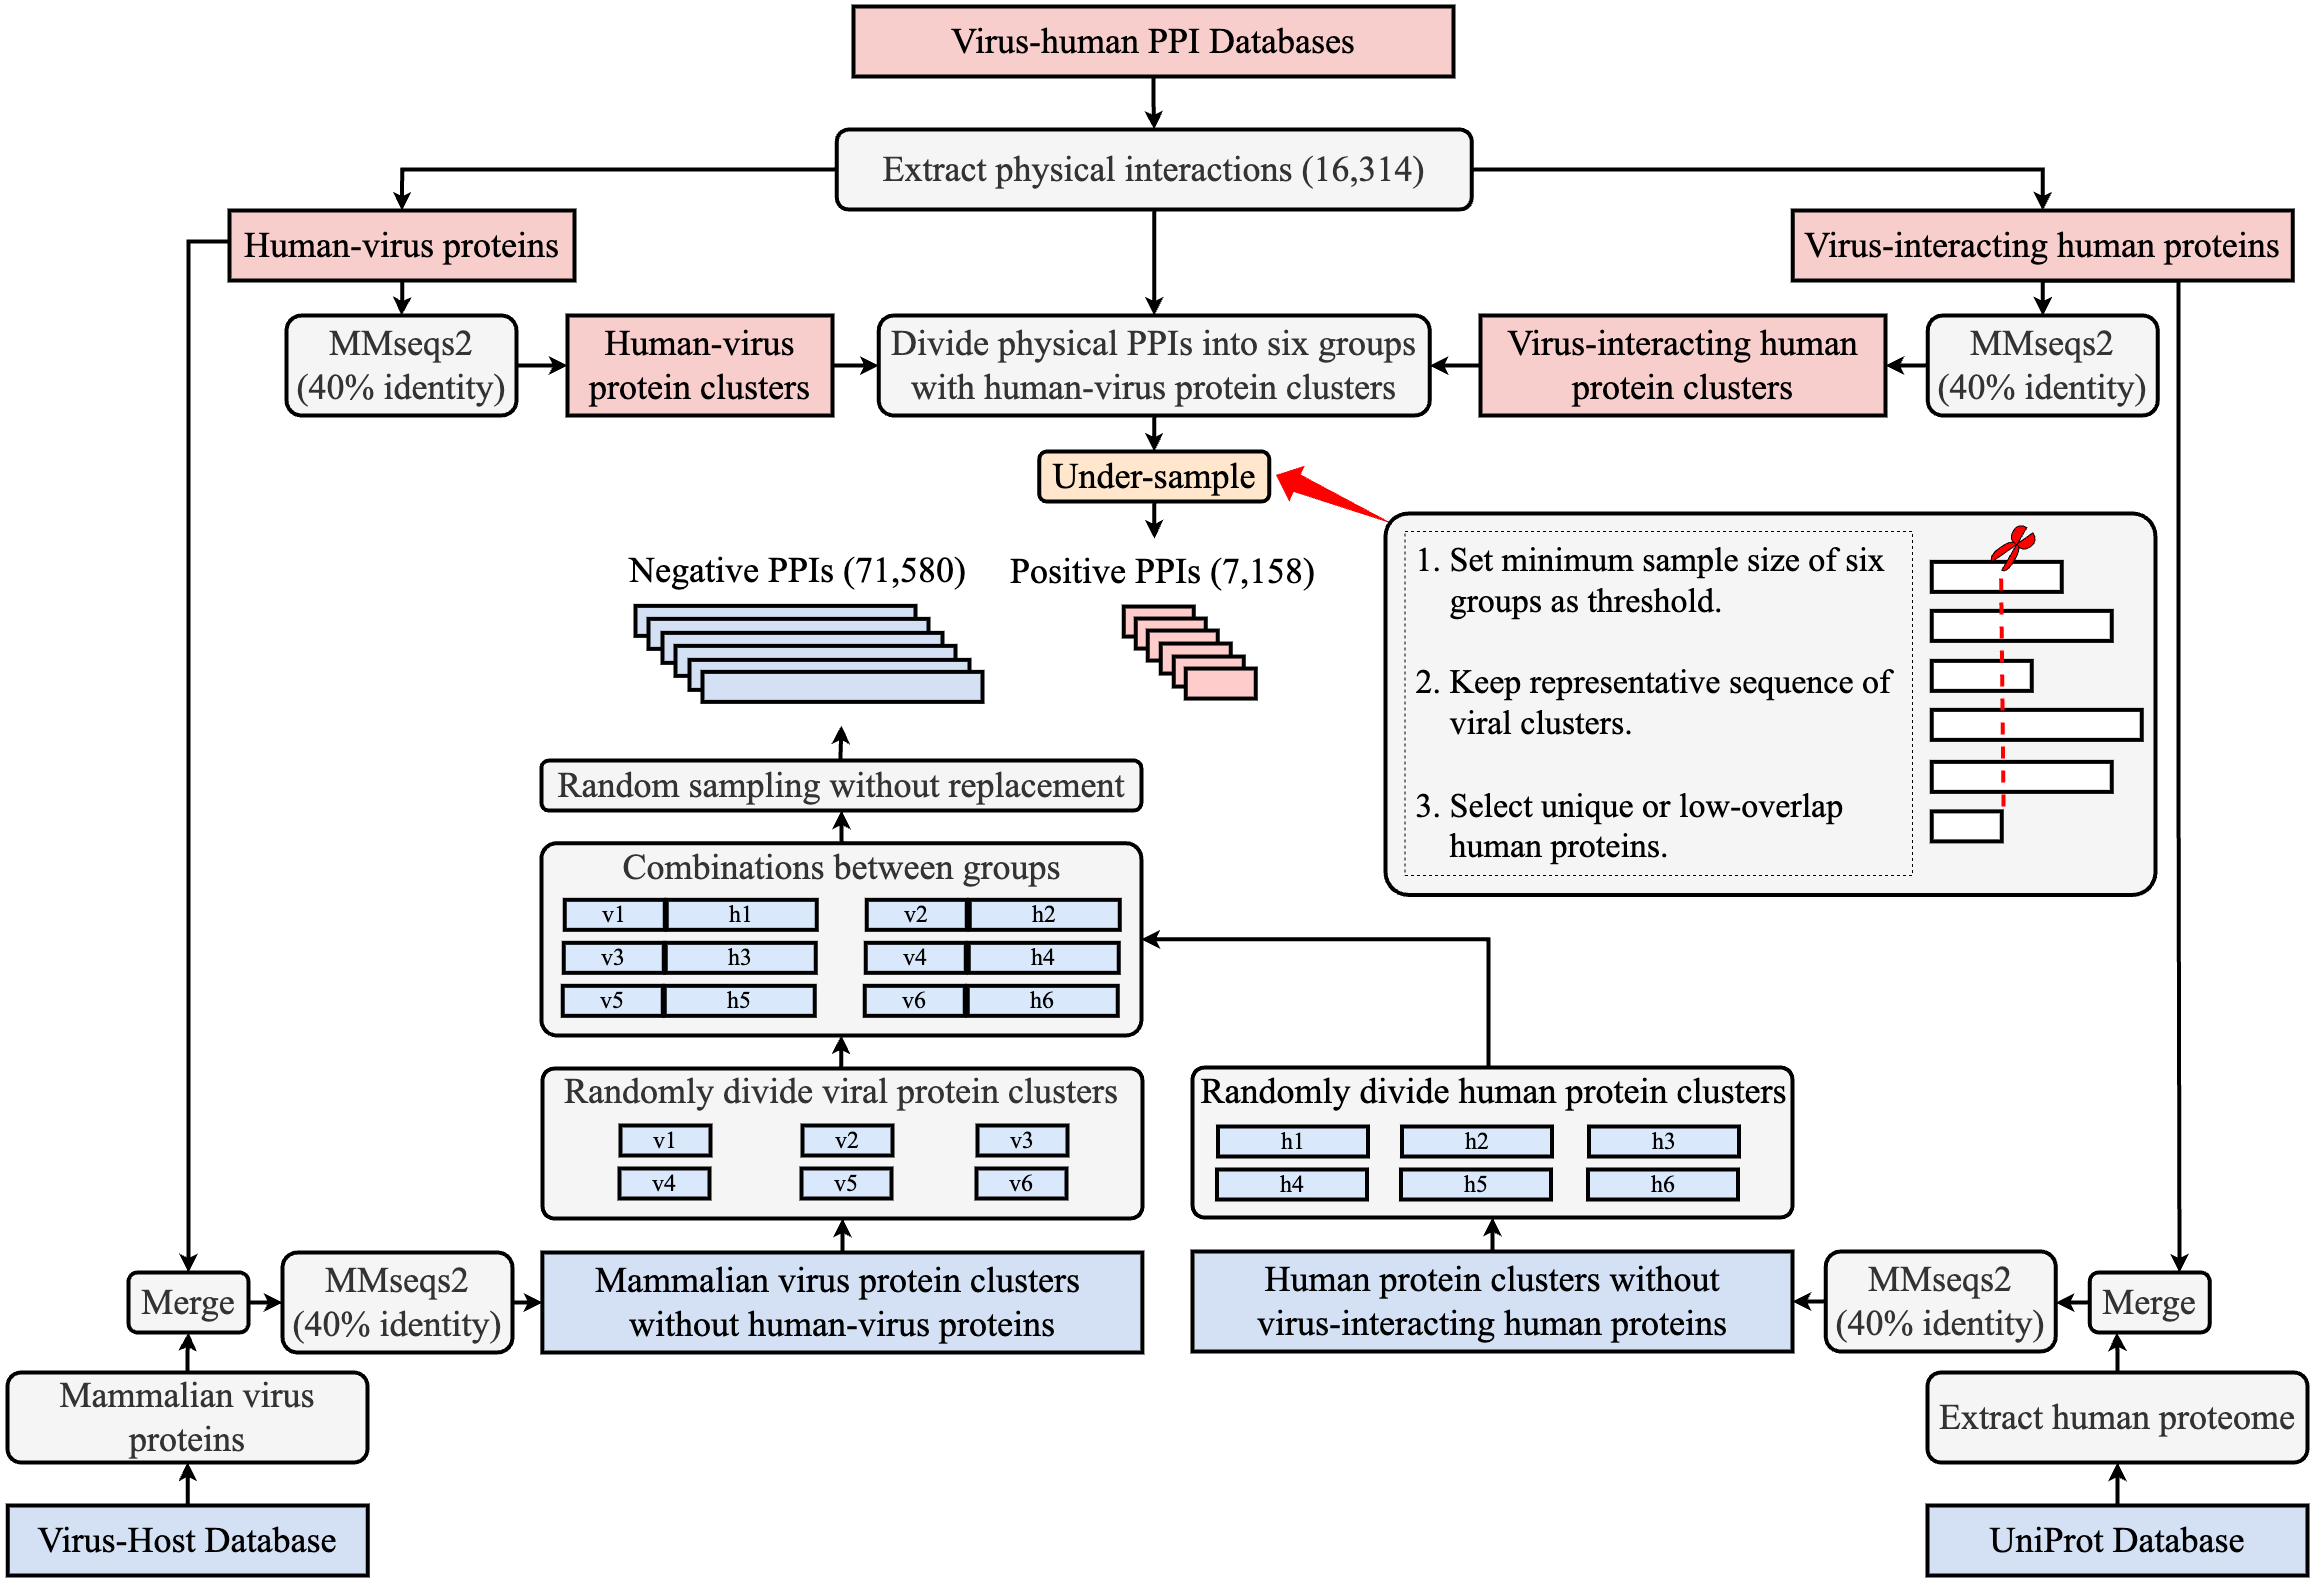 Virus-human PPI Databases
Extract physical interactions (16,314)
Human-virus proteins
Virus-interacting human proteins
MMseqs2
(40% identity)
Human-virus
protein clusters
Divide physical PPIs into six groups
with human-virus protein clusters
Virus-interacting human
protein clusters
MMseqs2
(40% identity)
Under-sample
Negative PPIs (71,580)
Positive PPIs (7,158)
1. Set minimum sample size of six
groups as threshold.
2. Keep representative sequence of
viral clusters.
3. Select unique or low-overlap
human proteins.
Random sampling without replacement
Combinations between groups
v1 h1 v2 h2
v3 h3 v4 h4
v5 h5 v6 h6
Randomly divide viral protein clusters
v1 v2 v3
v4 v5 v6
Randomly divide human protein clusters
h1 h2 h3
h4 h5 h6
Merge
MMseqs2
(40% identity)
Mammalian virus protein clusters
without human-virus proteins
Human protein clusters without
virus-interacting human proteins
MMseqs2
(40% identity)
Merge
Mammalian virus
proteins
Extract human proteome
Virus-Host Database
UniProt Database